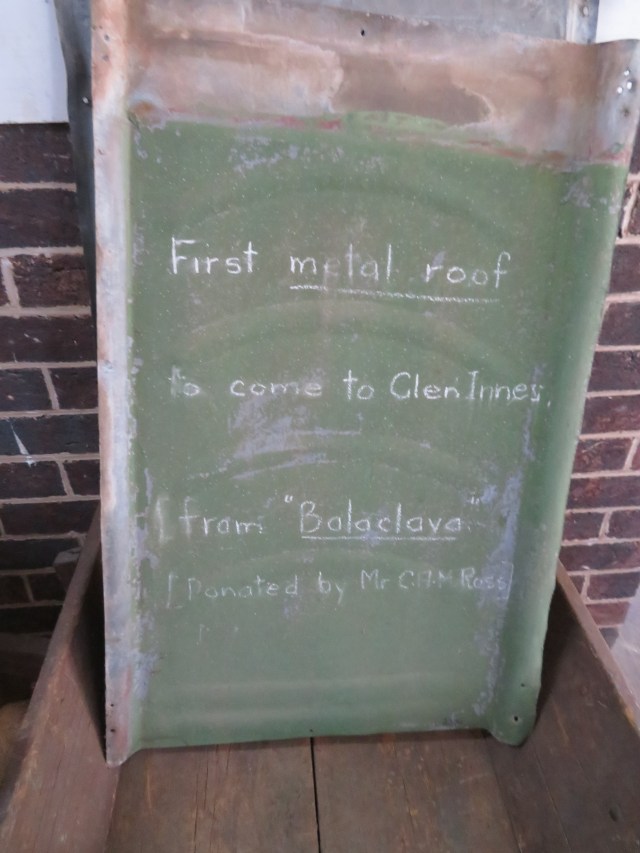 First metal roof
to come to Glen Innes.
[from "Balaclava"
[Donated by Mr C.H.M Ross]